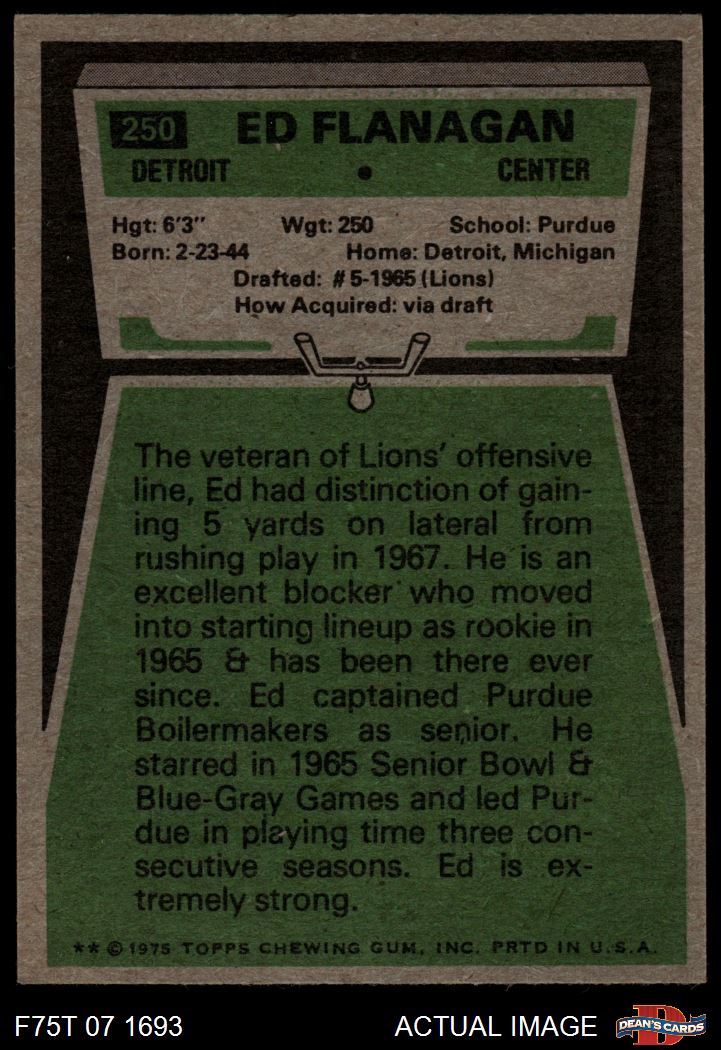 250 ED FLANAGAN
DETROIT • CENTER
Hgt: 6'3" Wgt: 250 School: Purdue
Born: 2-23-44 Home: Detroit, Michigan
Drafted: #5-1965 (Lions)
How Acquired: via draft
The veteran of Lions' offensive
line, Ed had distinction of gain-
ing 5 yards on lateral from
rushing play in 1967. He is an
excellent blocker who moved
into starting lineup as rookie in
1965 & has been there ever
since. Ed captained Purdue
Boilermakers as senior. He
starred in 1965 Senior Bowl &
Blue-Gray Games and led Pur-
due in playing time three con-
secutive seasons. Ed is ex-
tremely strong.
** © 1975 TOPPS CHEWING GUM, INC. PRTD IN U.S.A.
F75T 07 1693 ACTUAL IMAGE D DEAN'S CARDS